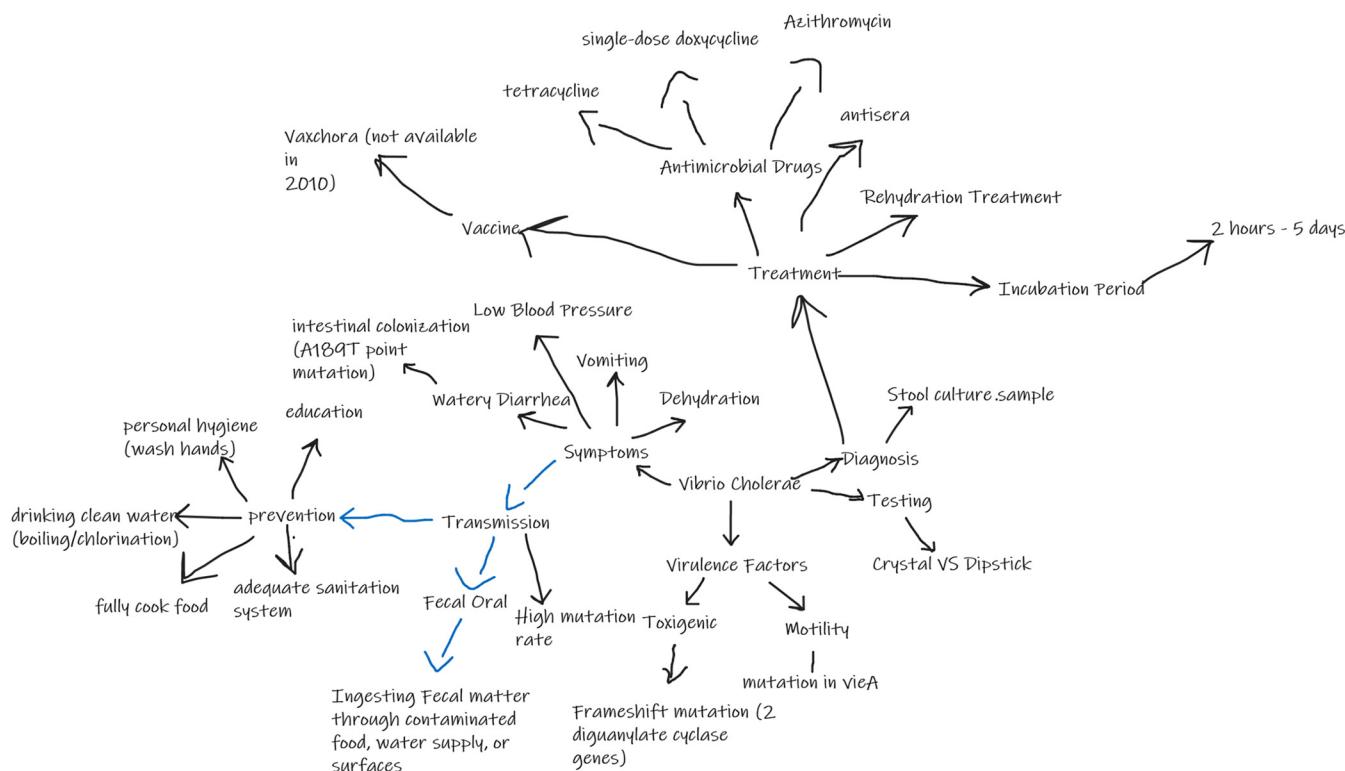 Azithromycin
single-dose doxycycline
tetracycline
antisera
Vaxchora (not available
in
2010)
Antimicrobial Drugs
Rehydration Treatment
Vaccine
2 hours - 5 days
Treatment
Incubation Period
Low Blood Pressure
intestinal colonization
(A189T point
mutation)
Vomiting
Watery Diarrhea
Dehydration
Stool culture.sample
education
personal hygiene
(wash hands)
Symptoms
Diagnosis
Vibrio Cholerae
Testing
drinking clean water
(boiling/chlorination)
prevention
Transmission
Crystal VS Dipstick
Virulence Factors
fully cook food
adequate sanitation
system
Fecal Oral
High mutation
rate
Toxigenic
Motility
mutation in vieA
Ingesting Fecal matter
through contaminated
food, water supply, or
surfaces
Frameshift mutation (2
diguanylate cyclase
genes)